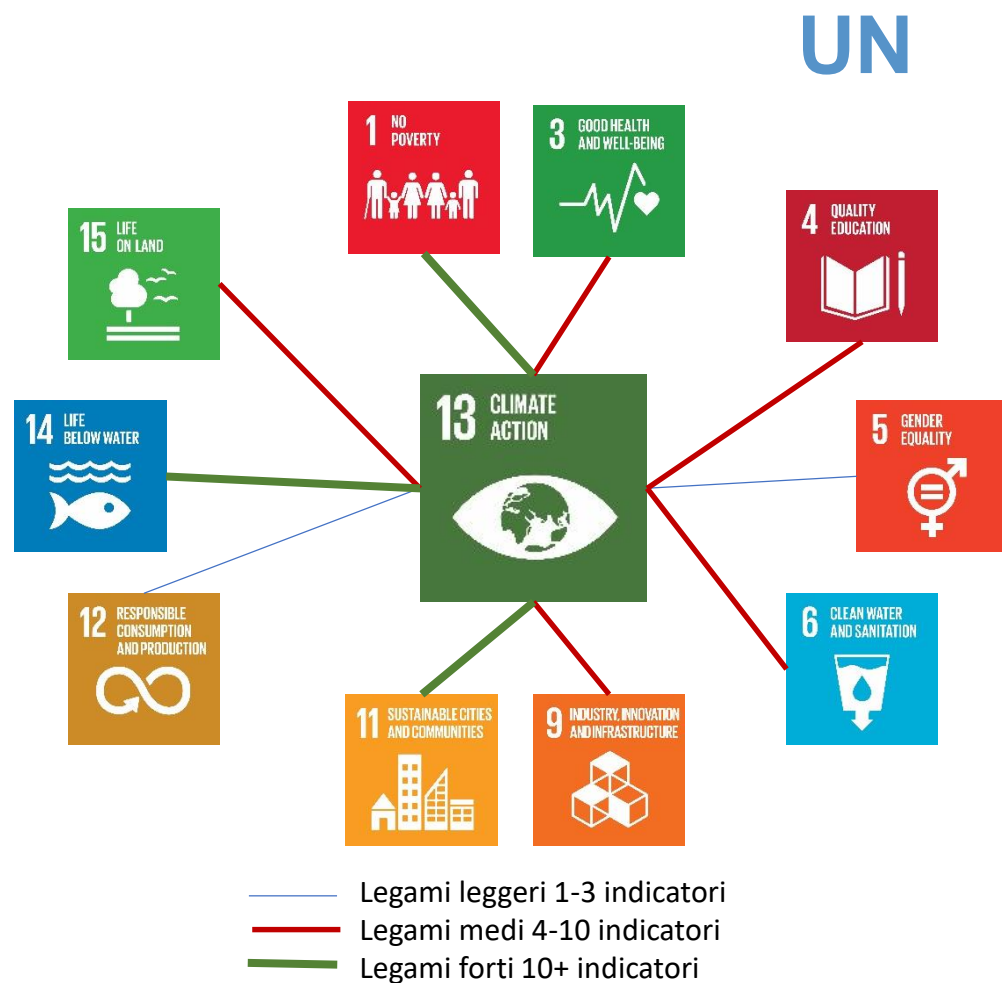 UN
1 NO
POVERTY
3 GOOD HEALTH
AND WELL-BEING
4 QUALITY
EDUCATION
15 LIFE
ON LAND
13 CLIMATE
ACTION
14 LIFE
BELOW WATER
5 GENDER
EQUALITY
12 RESPONSIBLE
CONSUMPTION
AND PRODUCTION
6 CLEAN WATER
AND SANITATION
11 SUSTAINABLE CITIES
AND COMMUNITIES
9 INDUSTRY, INNOVATION
AND INFRASTRUCTURE
Legami leggeri 1-3 indicatori
Legami medi 4-10 indicatori
Legami forti 10+ indicatori